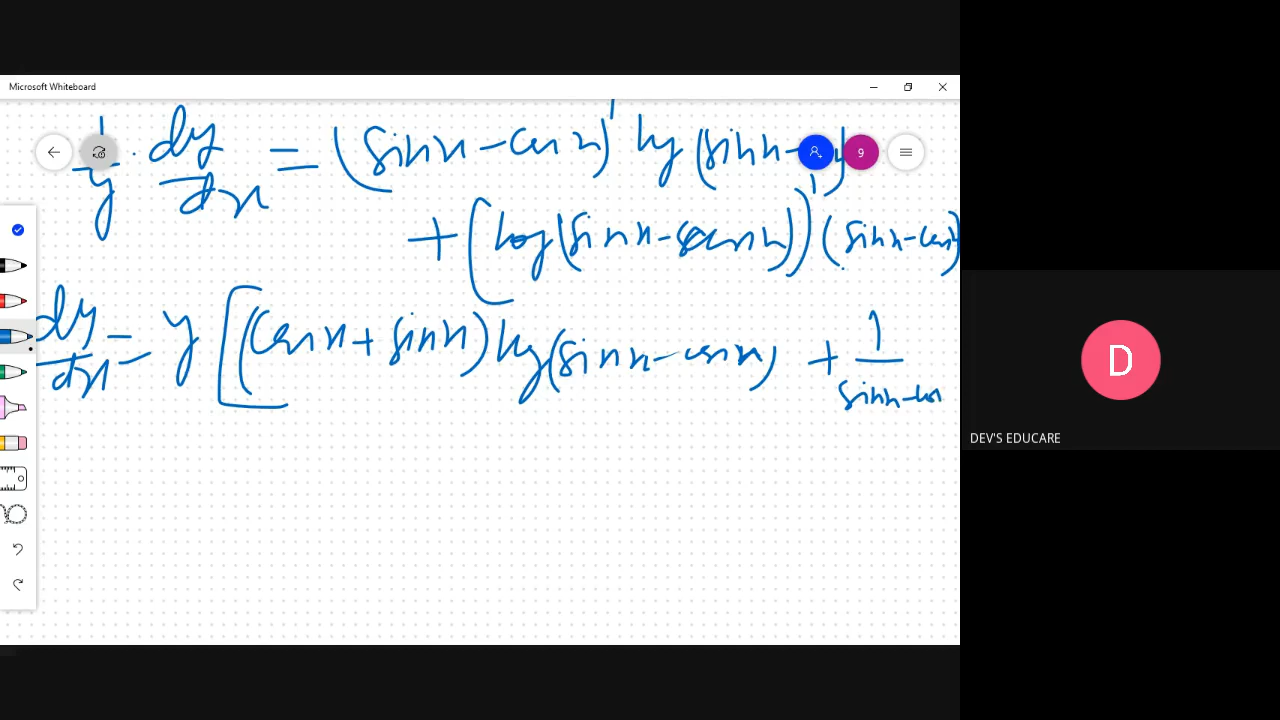 Microsoft Whiteboard
1/y · dy/dx = (sinx - cosx)' log(sinx -
9
+ [log(sinx - cosx))' (sinx - cosx)
dy/dx = y [(cosx + sinx) log(sinx - cosx) + 1/sinx - cos
D
DEV'S EDUCARE